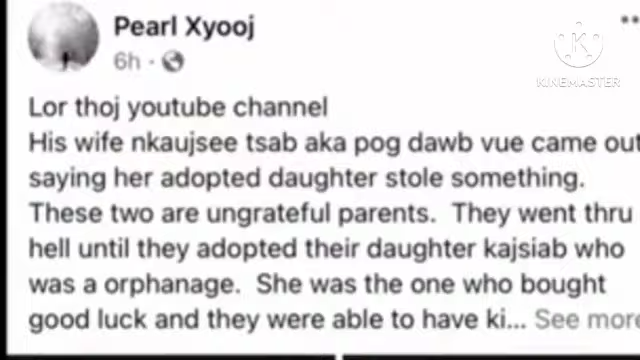 Pearl Xyooj
6h
K
KINEMASTER
Lor thoj youtube channel
His wife nkaujsee tsab aka pog dawb vue came out
saying her adopted daughter stole something.
These two are ungrateful parents. They went thru
hell until they adopted their daughter kajsiab who
was a orphanage. She was the one who bought
good luck and they were able to have ki... See more